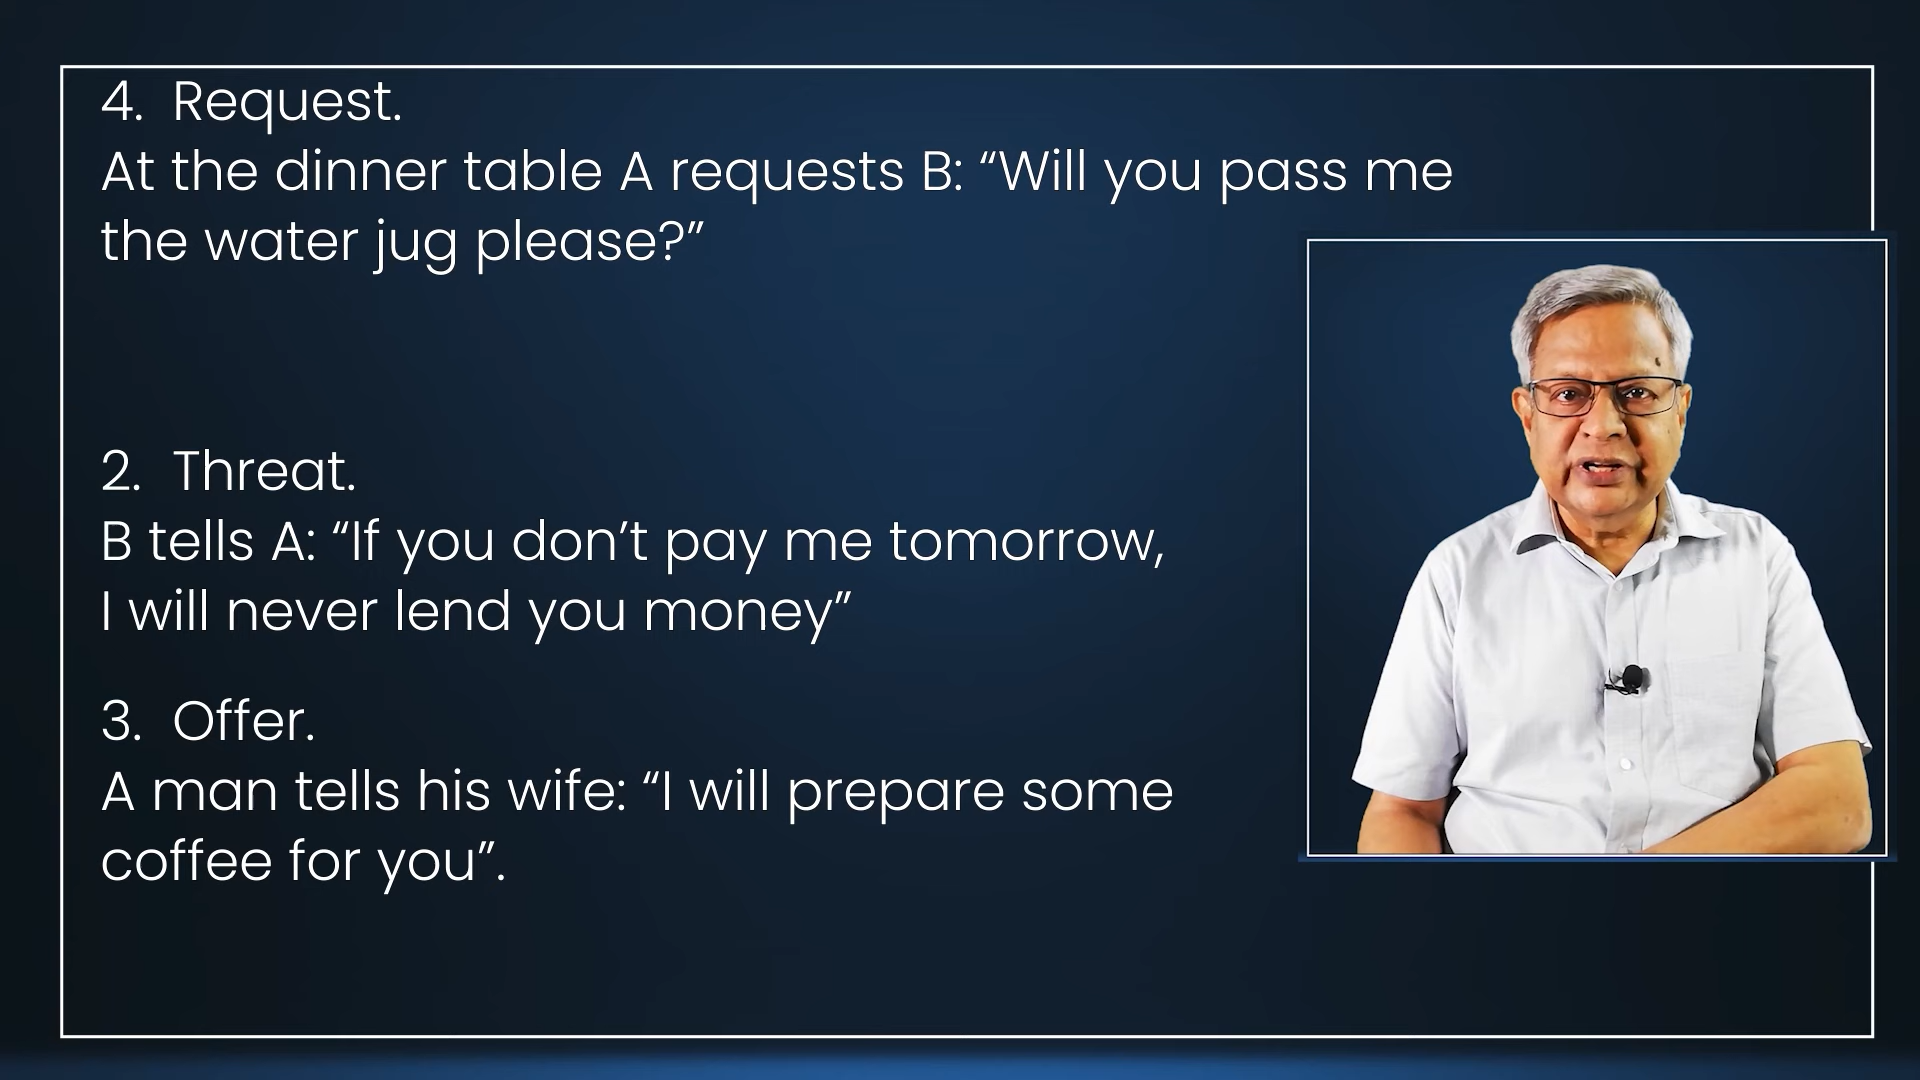 4. Request.
At the dinner table A requests B: “Will you pass me
the water jug please?”
2. Threat.
B tells A: “If you don’t pay me tomorrow,
I will never lend you money”
3. Offer.
A man tells his wife: “I will prepare some
coffee for you”.